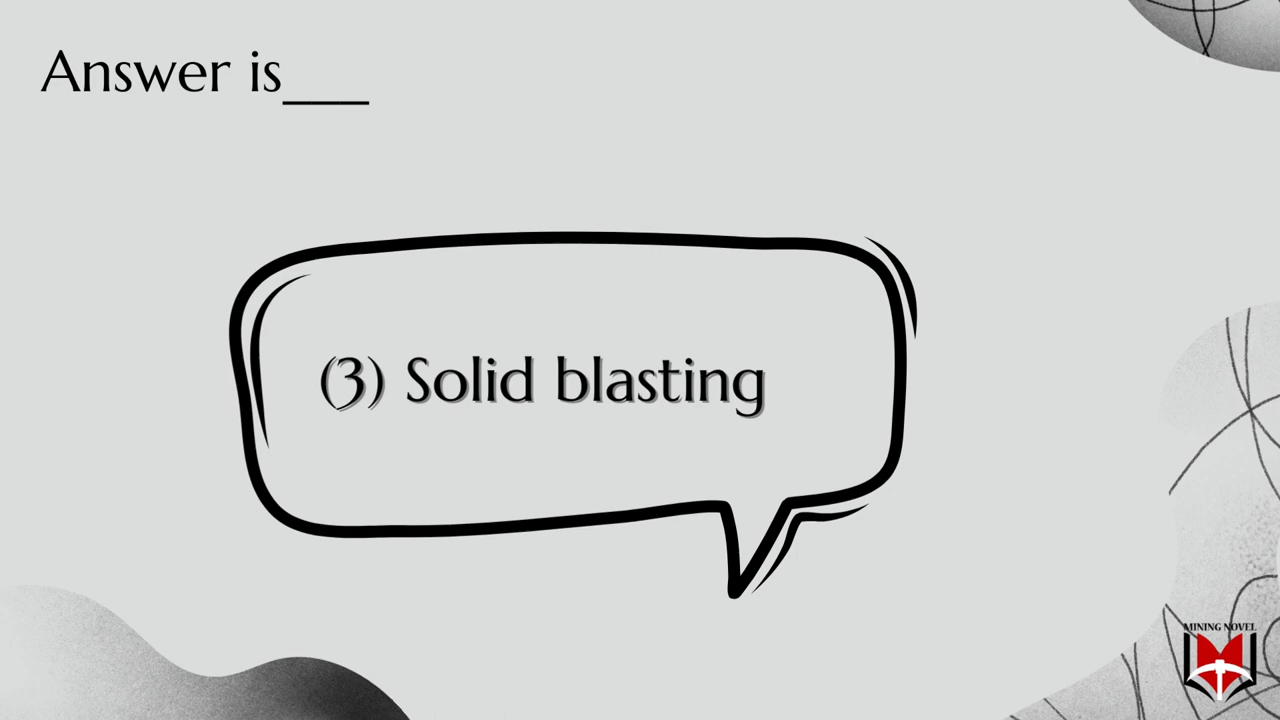 Answer is___
(3) Solid blasting
MINING NOVEL